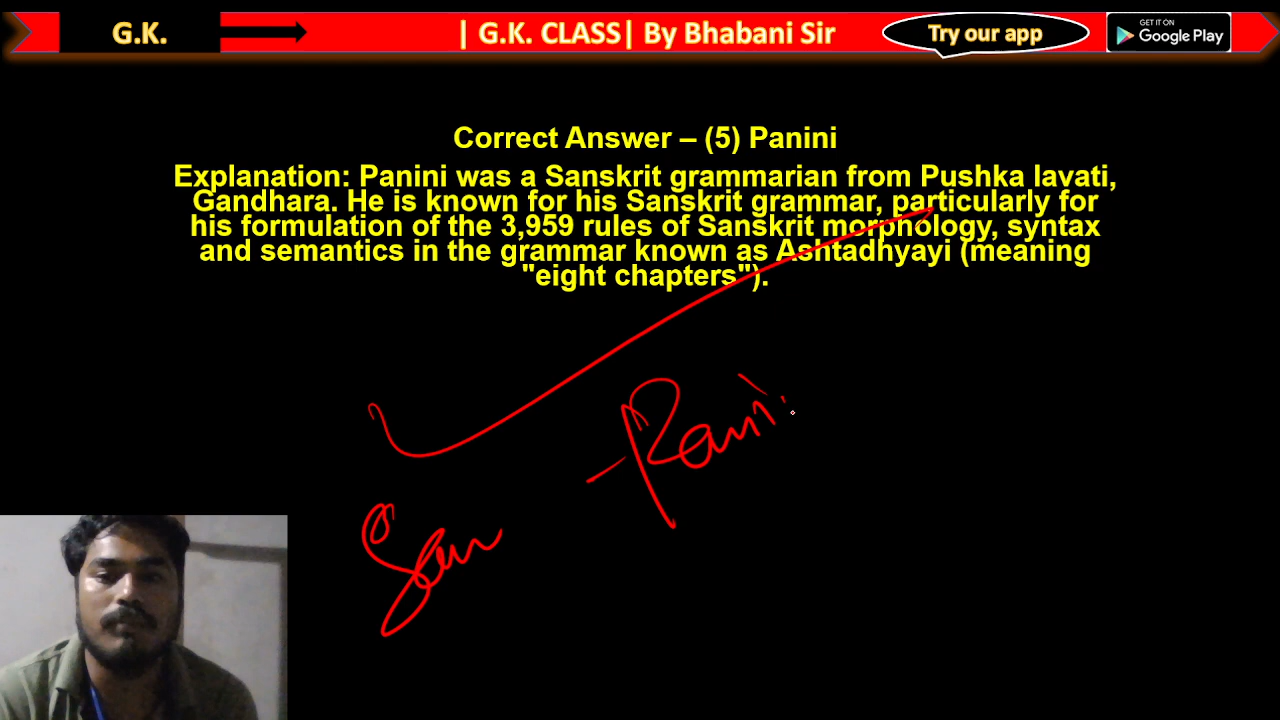 G.K.
| G.K. CLASS| By Bhabani Sir
Try our app
GET IT ON
Google Play
Correct Answer – (5) Panini
Explanation: Panini was a Sanskrit grammarian from Pushka lavati,
Gandhara. He is known for his Sanskrit grammar, particularly for
his formulation of the 3,959 rules of Sanskrit morphology, syntax
and semantics in the grammar known as Ashtadhyayi (meaning
"eight chapters").
San - Panini